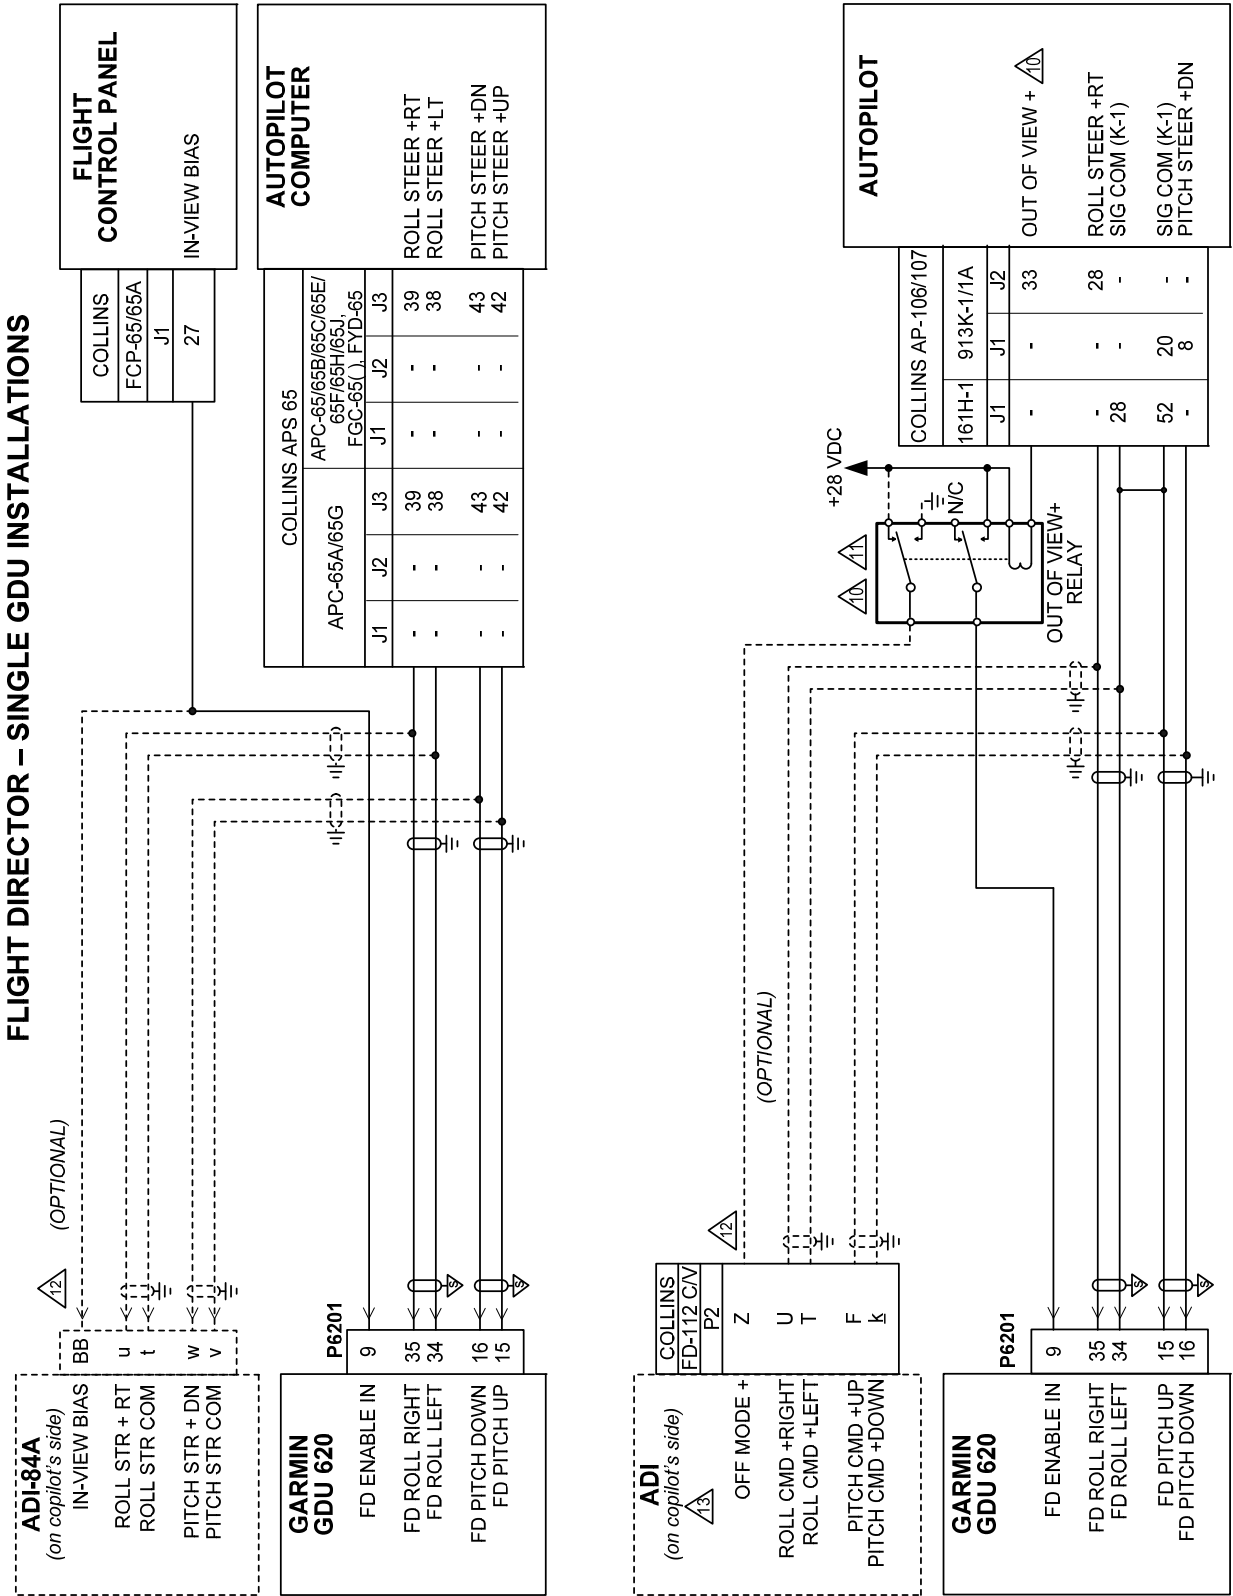 FLIGHT DIRECTOR – SINGLE GDU INSTALLATIONS
ADI-84A
(on copilot's side)
IN-VIEW BIAS BB
ROLL STR + RT u
ROLL STR COM t
PITCH STR + DN w
PITCH STR COM v
12
(OPTIONAL)
COLLINS
FCP-65/65A
J1
27
FLIGHT
CONTROL PANEL
IN-VIEW BIAS
GARMIN
GDU 620
P6201
FD ENABLE IN 9
FD ROLL RIGHT 35
FD ROLL LEFT 34
FD PITCH DOWN 16
FD PITCH UP 15
S
S
COLLINS APS 65
APC-65A/65G
APC-65/65B/65C/65E/
65F/65H/65J,
FGC-65( ), FYD-65
J1 J2 J3 J1 J2 J3
- - 39 - - 39
- - 38 - - 38
- - 43 - - 43
- - 42 - - 42
AUTOPILOT
COMPUTER
ROLL STEER +RT
ROLL STEER +LT
PITCH STEER +DN
PITCH STEER +UP
ADI
(on copilot's side)
13
COLLINS
FD-112 C/V
P2
OFF MODE + Z
ROLL CMD +RIGHT U
ROLL CMD +LEFT T
PITCH CMD +UP F
PITCH CMD +DOWN k
12
(OPTIONAL)
+28 VDC
10
11
N/C
OUT OF VIEW+
RELAY
COLLINS AP-106/107
161H-1 913K-1/1A
J1 J1 J2
- - 33
- - 28
28 - -
52 20 -
- 8 -
AUTOPILOT
OUT OF VIEW +
10
ROLL STEER +RT
SIG COM (K-1)
SIG COM (K-1)
PITCH STEER +DN
GARMIN
GDU 620
P6201
FD ENABLE IN 9
FD ROLL RIGHT 35
FD ROLL LEFT 34
FD PITCH UP 15
FD PITCH DOWN 16
S
S